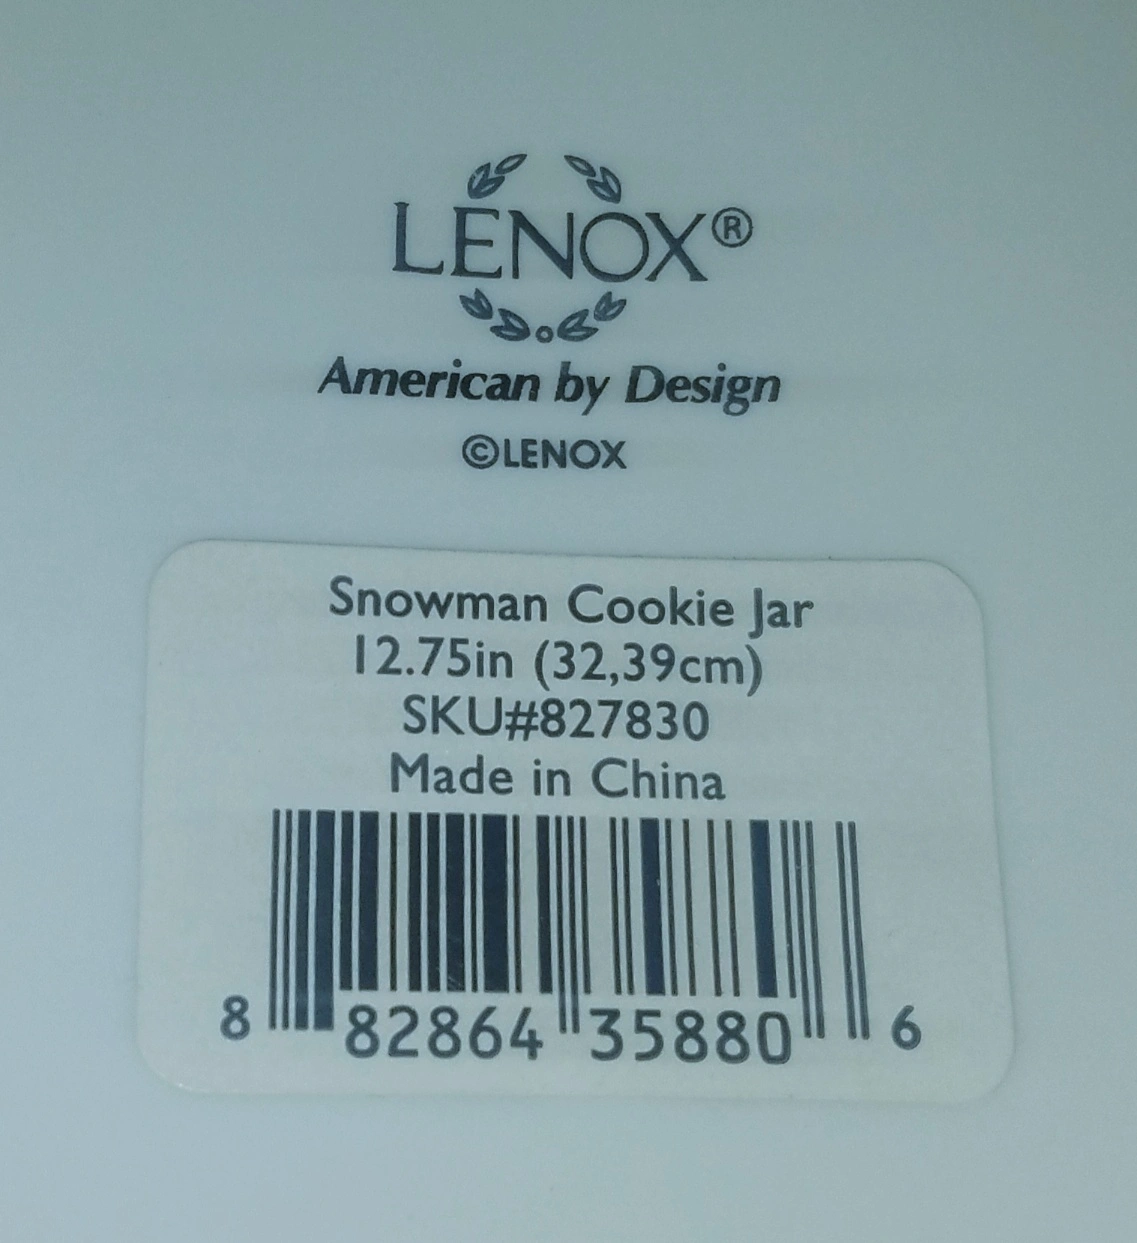 LENOX®
American by Design
©LENOX
Snowman Cookie Jar
12.75in (32,39cm)
SKU#827830
Made in China
8 82864 35880 6